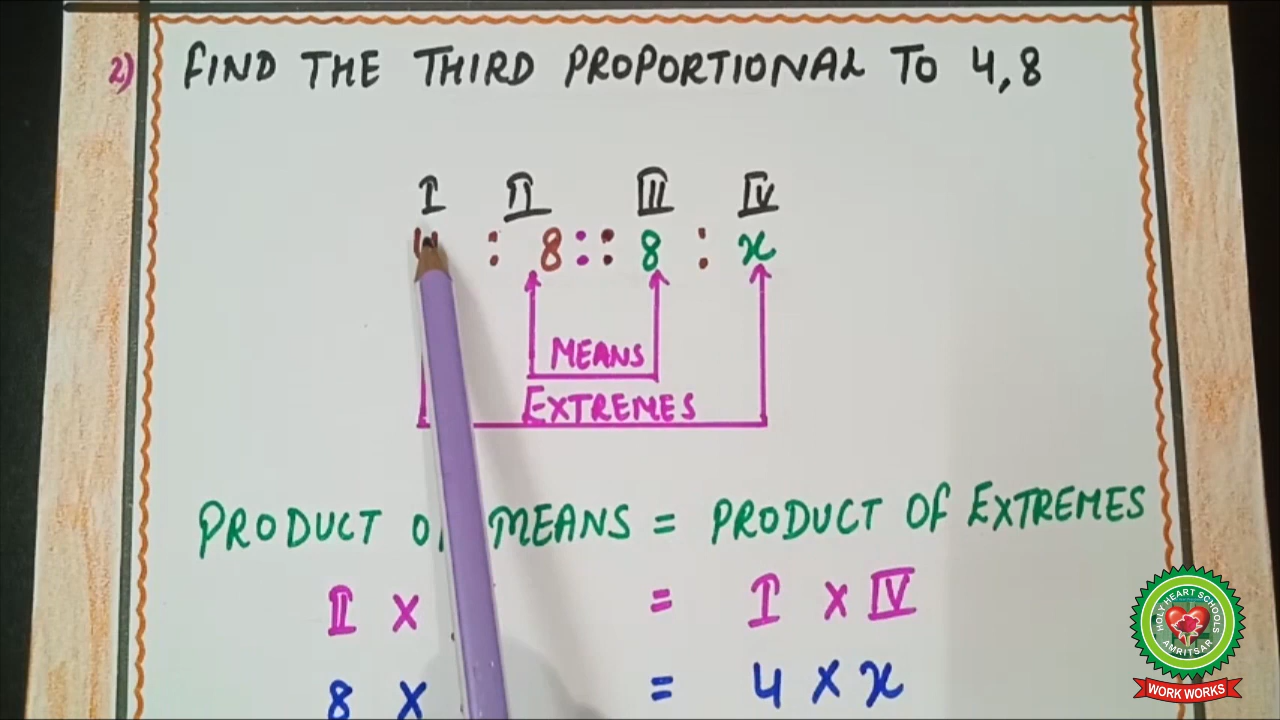 2) FIND THE THIRD PROPORTIONAL TO 4,8
I II III IV
: 8 :: 8 : x
MEANS
EXTREMES
PRODUCT MEANS = PRODUCT OF EXTREMES
II X = I X IV
8 X = 4 X x
HOLY HEART SCHOOLS
AMRITSAR
WORK WORKS